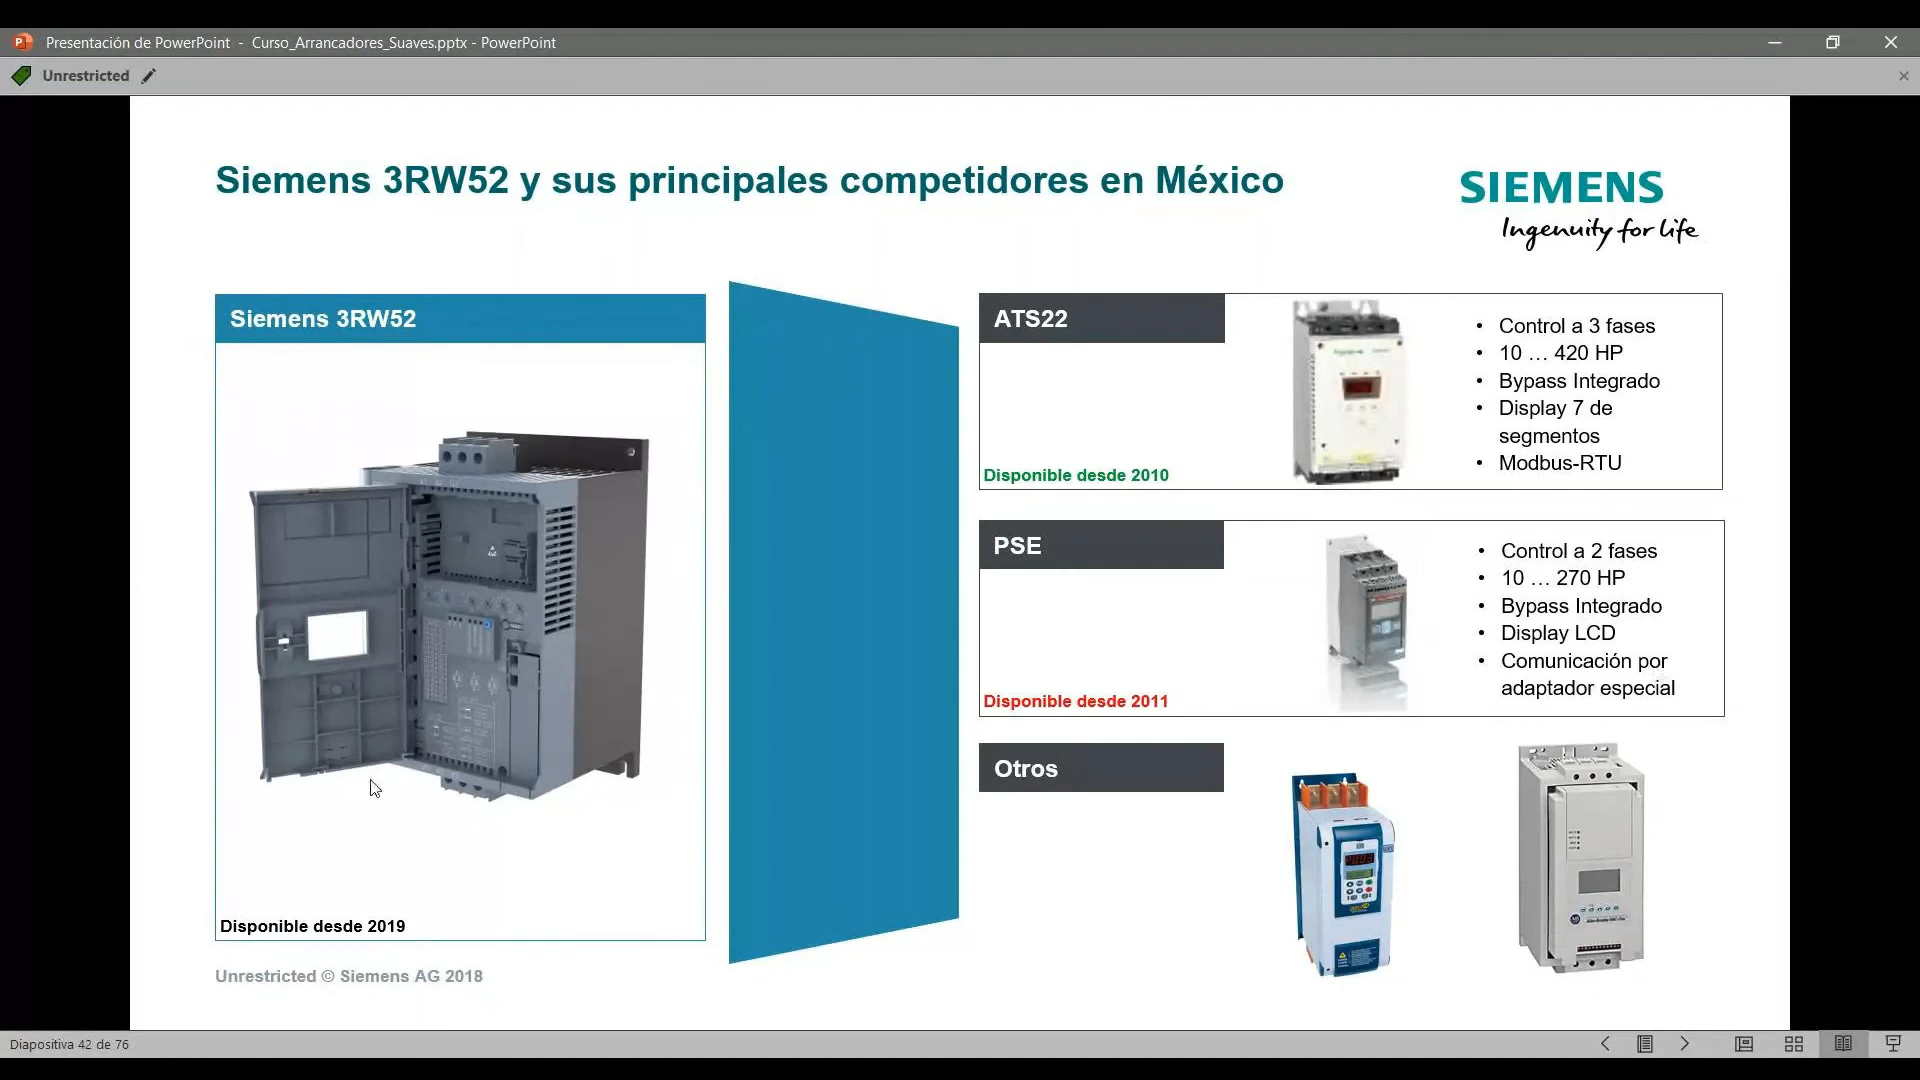 Presentación de PowerPoint - Curso_Arrancadores_Suaves.pptx - PowerPoint
Unrestricted
Siemens 3RW52 y sus principales competidores en México
SIEMENS
Ingenuity for life
Siemens 3RW52
Disponible desde 2019
ATS22
Disponible desde 2010
• Control a 3 fases
• 10 … 420 HP
• Bypass Integrado
• Display 7 de
segmentos
• Modbus-RTU
PSE
Disponible desde 2011
• Control a 2 fases
• 10 … 270 HP
• Bypass Integrado
• Display LCD
• Comunicación por
adaptador especial
Otros
Unrestricted © Siemens AG 2018
Diapositiva 42 de 76